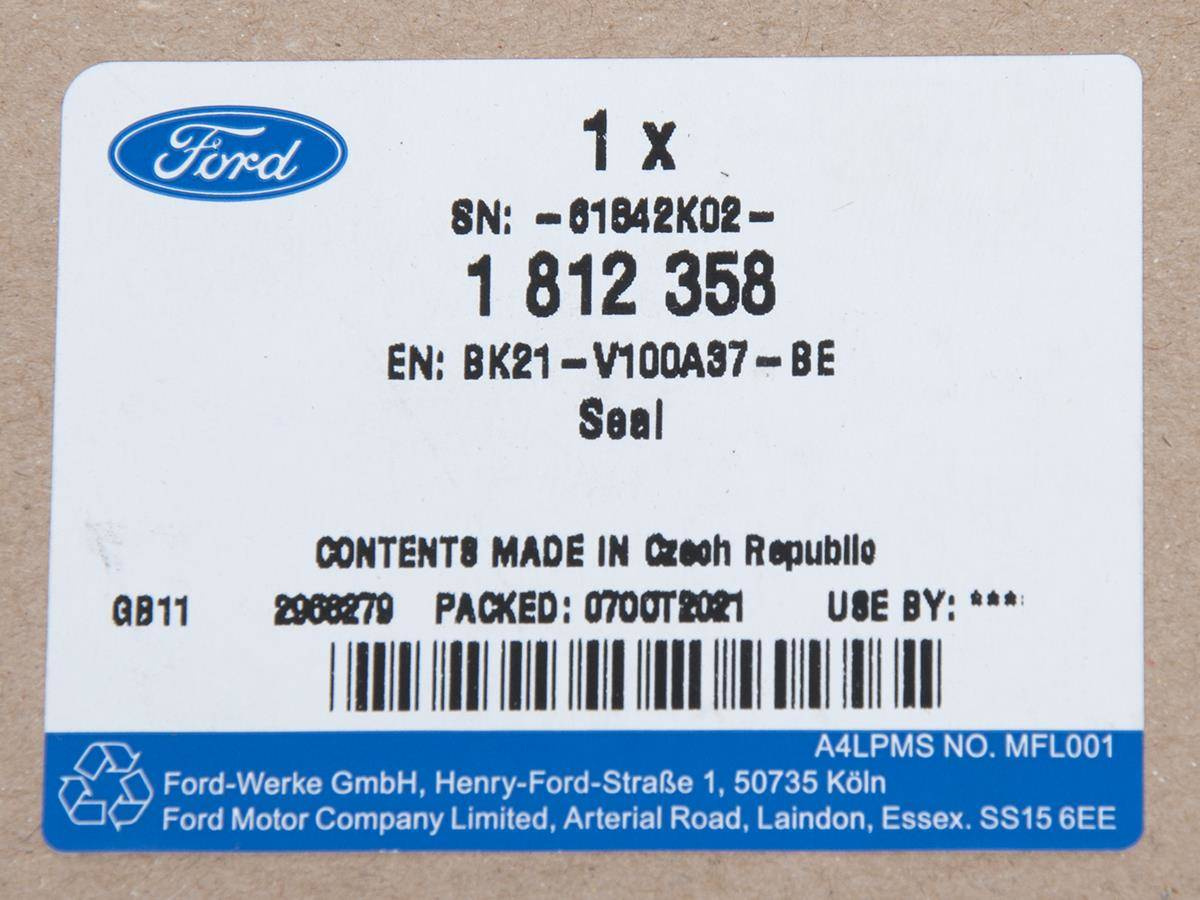 Ford
1 x
SN: -61842K02-
1 812 358
EN: BK21-V100A37-BE
Seal
CONTENTS MADE IN Czech Republic
GB11 2968279 PACKED: 07OCT2021 USE BY: ***
A4LPMS NO. MFL001
Ford-Werke GmbH, Henry-Ford-Straße 1, 50735 Köln
Ford Motor Company Limited, Arterial Road, Laindon, Essex. SS15 6EE